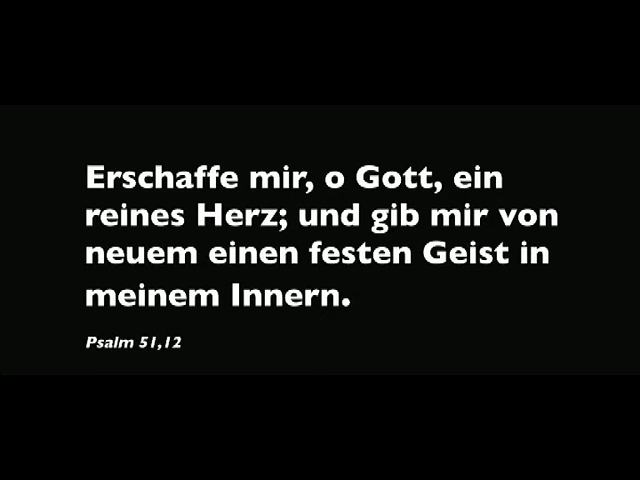 Erschaffe mir, o Gott, ein
reines Herz; und gib mir von
neuem einen festen Geist in
meinem Innern.
Psalm 51,12